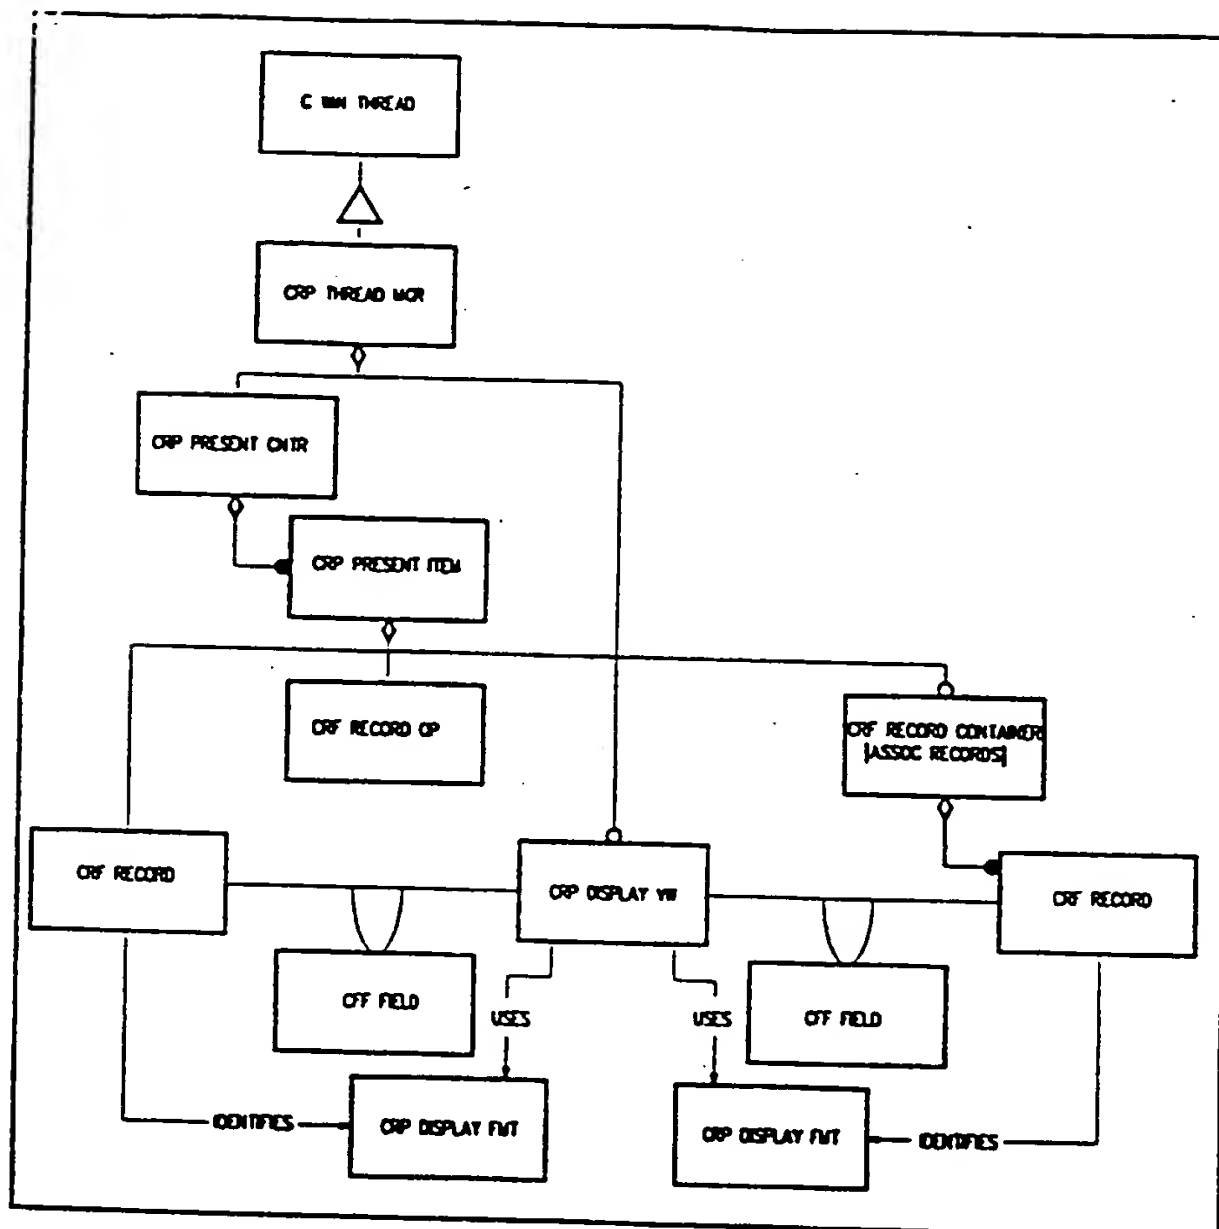 C WIN THREAD
CRP THREAD MGR
CRP PRESENT CNTR
CRP PRESENT ITEM
CRF RECORD OP
CRF RECORD CONTAINER
[ASSOC RECORDS]
CRF RECORD
CRP DISPLAY VW
CRF RECORD
CFF FIELD
USES
USES
CFF FIELD
IDENTIFIES
CRP DISPLAY FMT
CRP DISPLAY FMT
IDENTIFIES